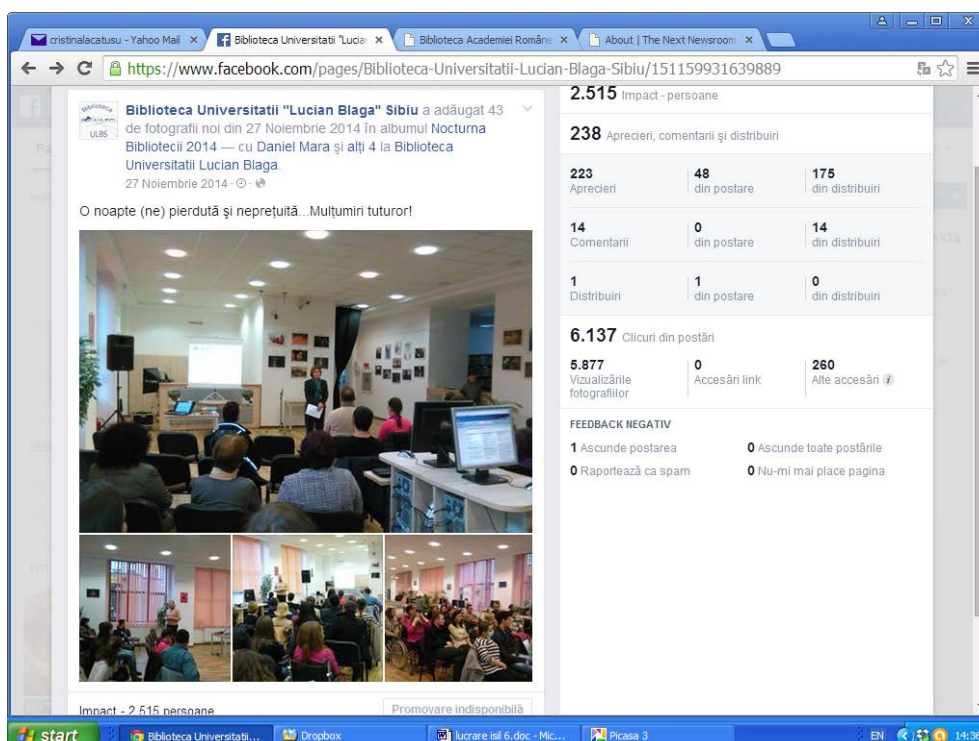 cristinalacatusu - Yahoo Mail
Biblioteca Universitatii "Lucia
Biblioteca Academiei Române
About | The Next Newsroom
https://www.facebook.com/pages/Biblioteca-Universitatii-Lucian-Blaga-Sibiu/151159931639889
Biblioteca
ULBS
Biblioteca Universitatii "Lucian Blaga" Sibiu a adăugat 43
de fotografii noi din 27 Noiembrie 2014 în albumul Nocturna
Bibliotecii 2014 — cu Daniel Mara și alți 4 la Biblioteca
Universitatii Lucian Blaga.
27 Noiembrie 2014 ·
O noapte (ne) pierdută și neprețuită...Mulțumiri tuturor!
Impact - 2.515 persoane
Promovare indisponibilă
2.515 Impact - persoane
238 Aprecieri, comentarii și distribuiri
223 48 175
Aprecieri din postare din distribuiri
14 0 14
Comentarii din postare din distribuiri
1 1 0
Distribuiri din postare din distribuiri
6.137 Clicuri din postări
5.877 0 260
Vizualizările Accesări link Alte accesări
fotografiilor
FEEDBACK NEGATIV
1 Ascunde postarea 0 Ascunde toate postările
0 Raportează ca spam 0 Nu-mi mai place pagina
start
Biblioteca Universitatii...
Dropbox
lucrare isil 6.doc - Mic...
Picasa 3
EN